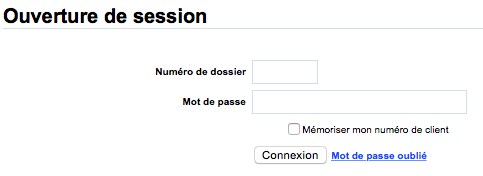 Ouverture de session
Numéro de dossier
Mot de passe
Mémoriser mon numéro de client
Connexion Mot de passe oublié